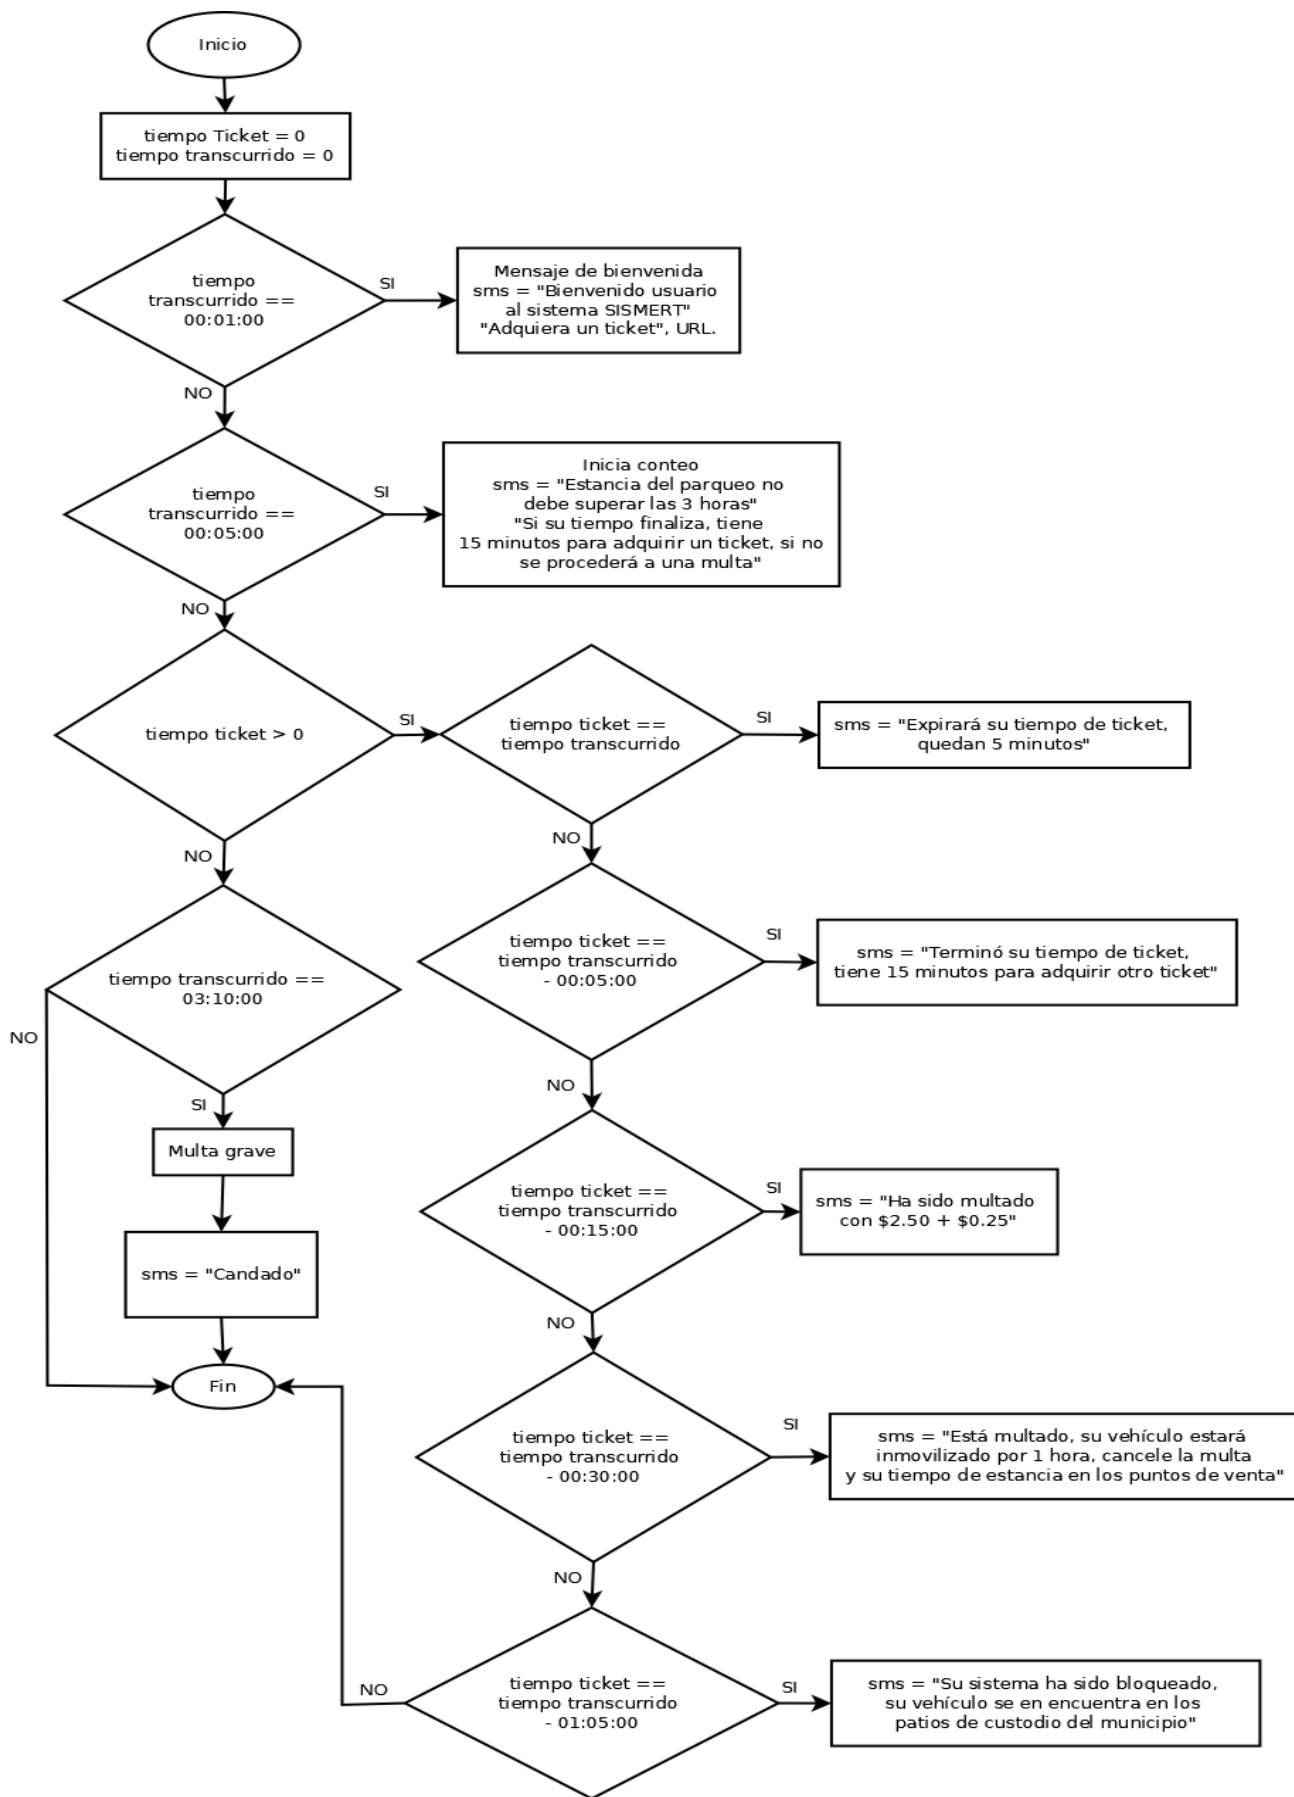 Inicio
tiempo Ticket = 0
tiempo transcurrido = 0
tiempo
transcurrido ==
00:01:00
SI
Mensaje de bienvenida
sms = "Bienvenido usuario
al sistema SISMERT"
"Adquiera un ticket", URL.
NO
tiempo
transcurrido ==
00:05:00
SI
Inicia conteo
sms = "Estancia del parqueo no
debe superar las 3 horas"
"Si su tiempo finaliza, tiene
15 minutos para adquirir un ticket, si no
se procederá a una multa"
NO
tiempo ticket > 0
SI
tiempo ticket ==
tiempo transcurrido
SI
sms = "Expirará su tiempo de ticket,
quedan 5 minutos"
NO
NO
tiempo transcurrido ==
03:10:00
NO
SI
Multa grave
sms = "Candado"
Fin
tiempo ticket ==
tiempo transcurrido
- 00:05:00
SI
sms = "Terminó su tiempo de ticket,
tiene 15 minutos para adquirir otro ticket"
NO
tiempo ticket ==
tiempo transcurrido
- 00:15:00
SI
sms = "Ha sido multado
con $2.50 + $0.25"
NO
tiempo ticket ==
tiempo transcurrido
- 00:30:00
SI
sms = "Está multado, su vehículo estará
inmovilizado por 1 hora, cancele la multa
y su tiempo de estancia en los puntos de venta"
NO
tiempo ticket ==
tiempo transcurrido
- 01:05:00
NO
SI
sms = "Su sistema ha sido bloqueado,
su vehículo se en encuentra en los
patios de custodio del municipio"